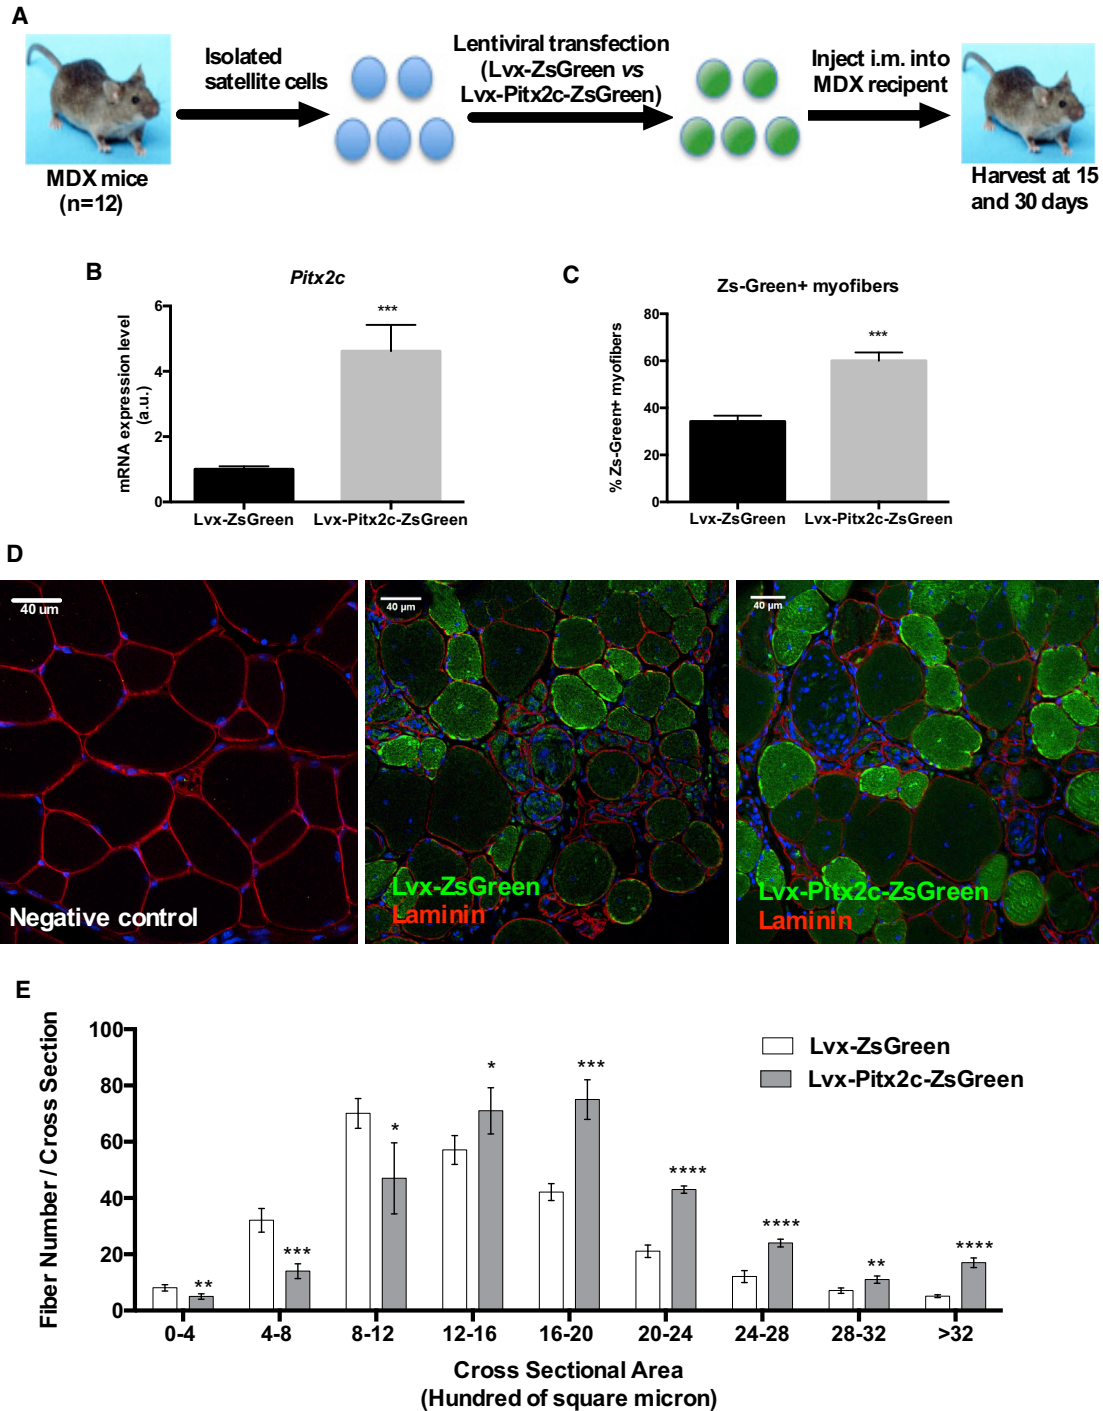 A
Isolated
satellite cells
Lentiviral transfection
(Lvx-ZsGreen vs
Lvx-Pitx2c-ZsGreen)
Inject i.m. into
MDX recipent
MDX mice
(n=12)
Harvest at 15
and 30 days
B
Pitx2c
mRNA expression level
(a.u.)
6
4
2
0
***
Lvx-ZsGreen
Lvx-Pitx2c-ZsGreen
C
Zs-Green+ myofibers
% Zs-Green+ myofibers
80
60
40
20
0
***
Lvx-ZsGreen
Lvx-Pitx2c-ZsGreen
D
40 um
Negative control
40 µm
Lvx-ZsGreen
Laminin
40 µm
Lvx-Pitx2c-ZsGreen
Laminin
E
Fiber Number / Cross Section
100
80
60
40
20
0
Lvx-ZsGreen
Lvx-Pitx2c-ZsGreen
**
***
*
*
***
****
****
**
****
0-4
4-8
8-12
12-16
16-20
20-24
24-28
28-32
>32
Cross Sectional Area
(Hundred of square micron)